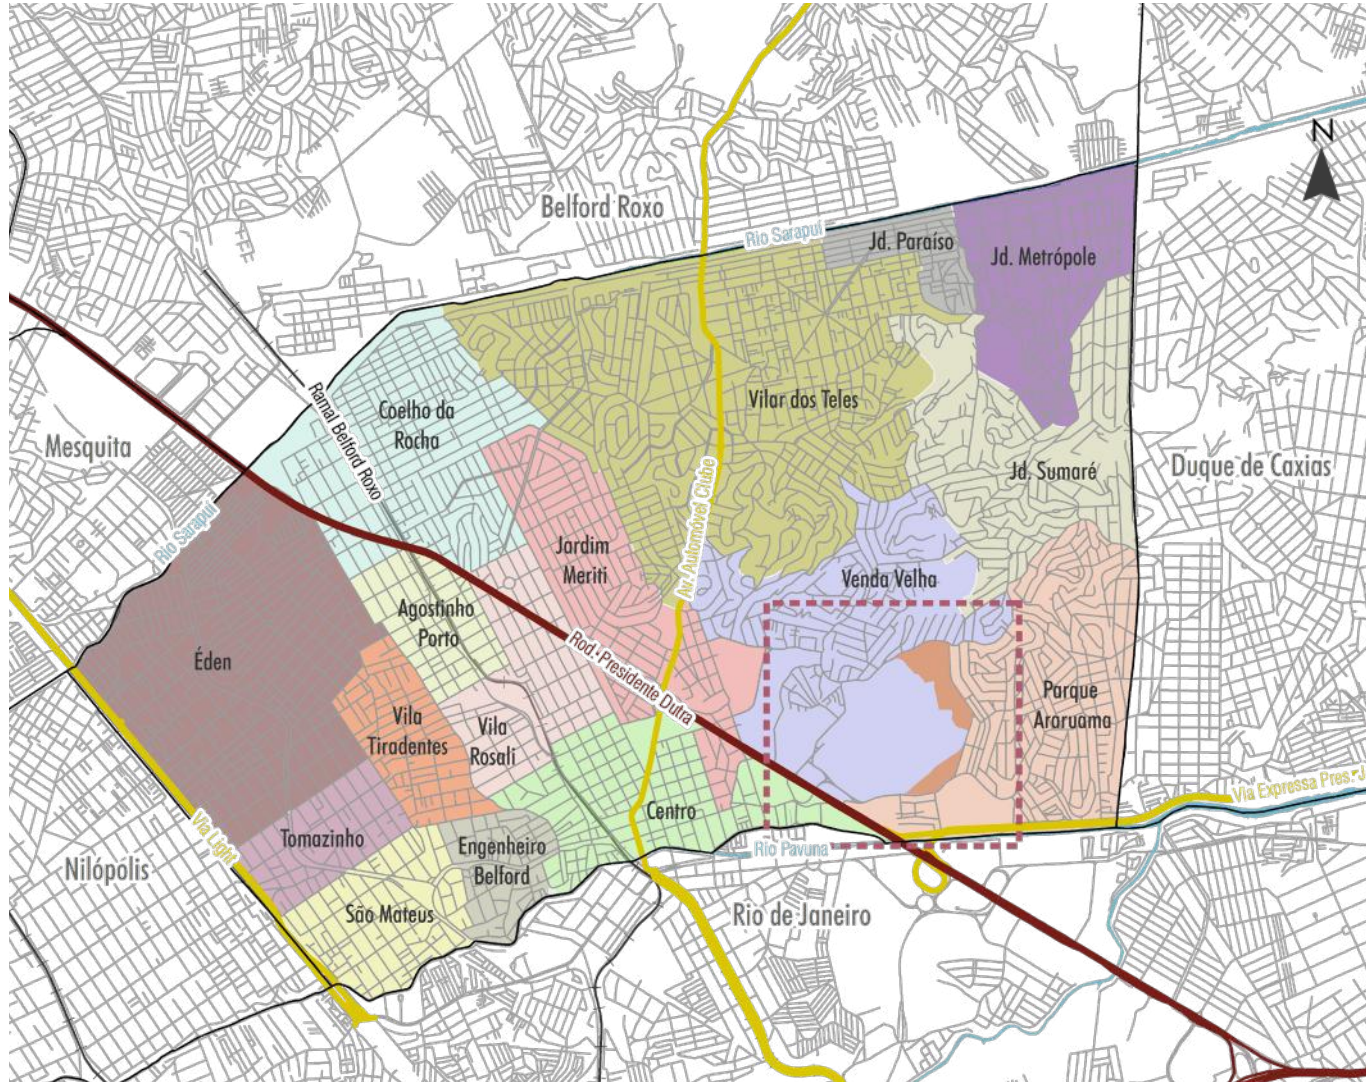 N
Belford Roxo
Rio Sarapuí
Jd. Paraíso
Jd. Metrópole
Ramal Belford Roxo
Coelho da
Rocha
Vilar dos Teles
Mesquita
Jd. Sumaré
Duque de Caxias
Rio Sarapuí
Av. Automóvel Clube
Jardim
Meriti
Venda Velha
Agostinho
Porto
Éden
Rod. Presidente Dutra
Parque
Araruama
Vila
Tiradentes
Vila
Rosali
Via Expressa Pres. J
Centro
Tomazinho
Via Light
Engenheiro
Belford
Rio Pavuna
Nilópolis
São Mateus
Rio de Janeiro